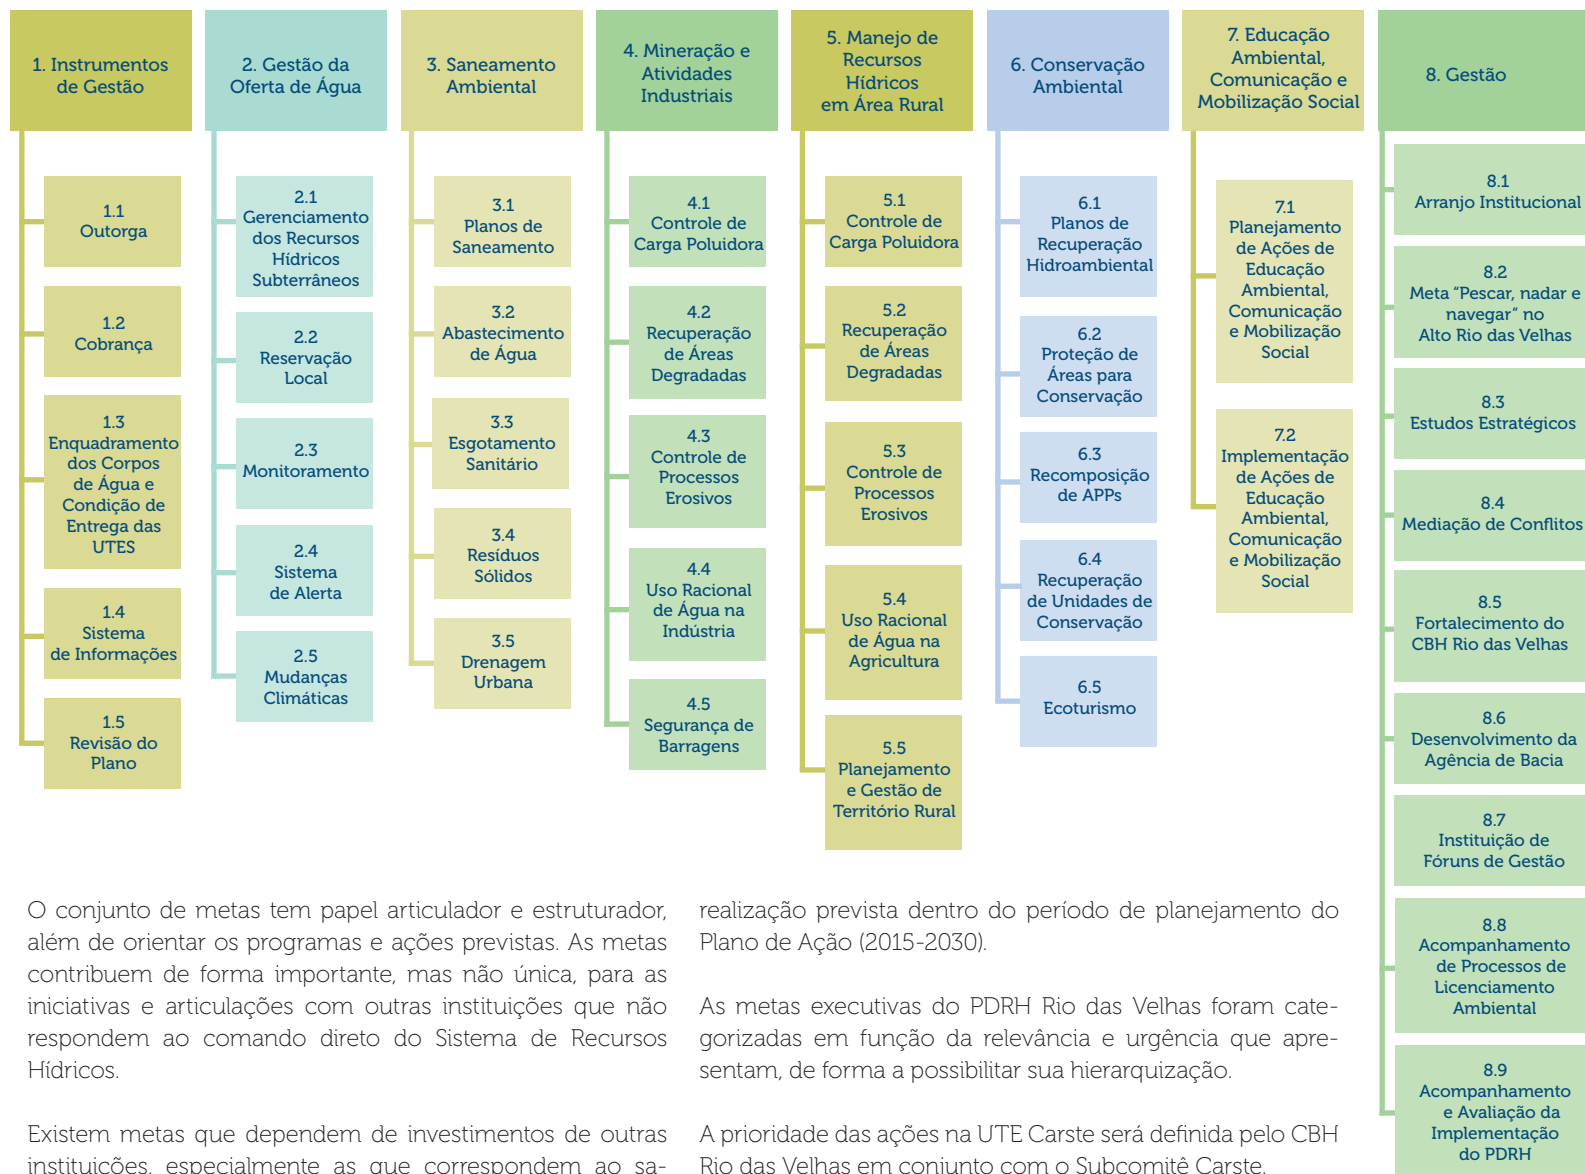 1. Instrumentos
de Gestão
1.1
Outorga
1.2
Cobrança
1.3
Enquadramento
dos Corpos
de Água e
Condição de
Entrega das
UTES
1.4
Sistema
de Informações
1.5
Revisão do
Plano
2. Gestão da
Oferta de Água
2.1
Gerenciamento
dos Recursos
Hídricos
Subterrâneos
2.2
Reservação
Local
2.3
Monitoramento
2.4
Sistema
de Alerta
2.5
Mudanças
Climáticas
3. Saneamento
Ambiental
3.1
Planos de
Saneamento
3.2
Abastecimento
de Água
3.3
Esgotamento
Sanitário
3.4
Resíduos
Sólidos
3.5
Drenagem
Urbana
4. Mineração e
Atividades
Industriais
4.1
Controle de
Carga Poluidora
4.2
Recuperação
de Áreas
Degradadas
4.3
Controle de
Processos
Erosivos
4.4
Uso Racional
de Água na
Indústria
4.5
Segurança de
Barragens
5. Manejo de
Recursos
Hídricos
em Área Rural
5.1
Controle de
Carga Poluidora
5.2
Recuperação
de Áreas
Degradadas
5.3
Controle de
Processos
Erosivos
5.4
Uso Racional
de Água na
Agricultura
5.5
Planejamento
e Gestão de
Território Rural
6. Conservação
Ambiental
6.1
Planos de
Recuperação
Hidroambiental
6.2
Proteção de
Áreas para
Conservação
6.3
Recomposição
de APPs
6.4
Recuperação
de Unidades de
Conservação
6.5
Ecoturismo
7. Educação
Ambiental,
Comunicação e
Mobilização Social
7.1
Planejamento
de Ações de
Educação
Ambiental,
Comunicação
e Mobilização
Social
7.2
Implementação
de Ações de
Educação
Ambiental,
Comunicação
e Mobilização
Social
8. Gestão
8.1
Arranjo Institucional
8.2
Meta "Pescar, nadar e
navegar" no
Alto Rio das Velhas
8.3
Estudos Estratégicos
8.4
Mediação de Conflitos
8.5
Fortalecimento do
CBH Rio das Velhas
8.6
Desenvolvimento da
Agência de Bacia
8.7
Instituição de
Fóruns de Gestão
8.8
Acompanhamento
de Processos de
Licenciamento
Ambiental
8.9
Acompanhamento
e Avaliação da
Implementação
do PDRH
O conjunto de metas tem papel articulador e estruturador,
além de orientar os programas e ações previstas. As metas
contribuem de forma importante, mas não única, para as
iniciativas e articulações com outras instituições que não
respondem ao comando direto do Sistema de Recursos
Hídricos.
Existem metas que dependem de investimentos de outras
instituições, especialmente as que correspondem ao sa-
realização prevista dentro do período de planejamento do
Plano de Ação (2015-2030).
As metas executivas do PDRH Rio das Velhas foram cate-
gorizadas em função da relevância e urgência que apre-
sentam, de forma a possibilitar sua hierarquização.
A prioridade das ações na UTE Carste será definida pelo CBH
Rio das Velhas em conjunto com o Subcomitê Carste.